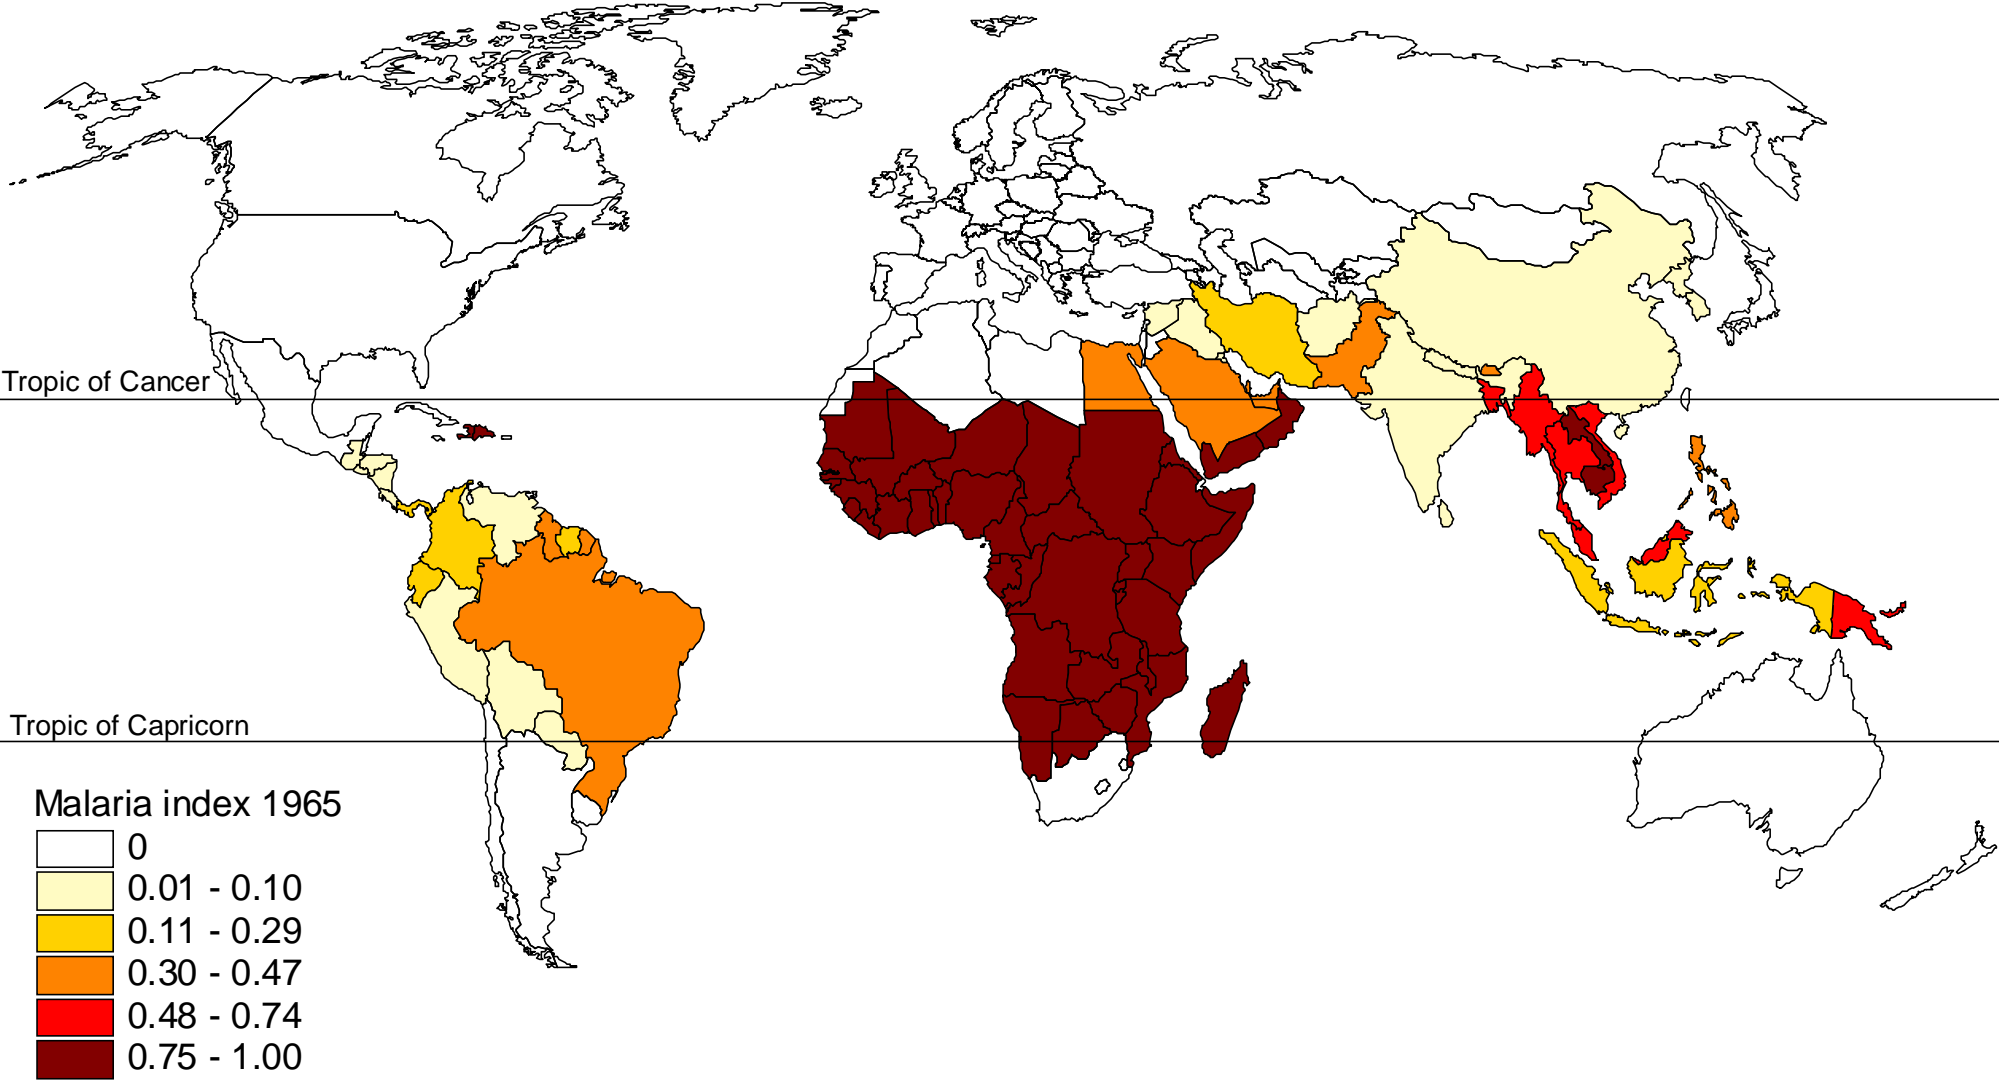 Tropic of Cancer
Tropic of Capricorn
Malaria index 1965
0
0.01 - 0.10
0.11 - 0.29
0.30 - 0.47
0.48 - 0.74
0.75 - 1.00